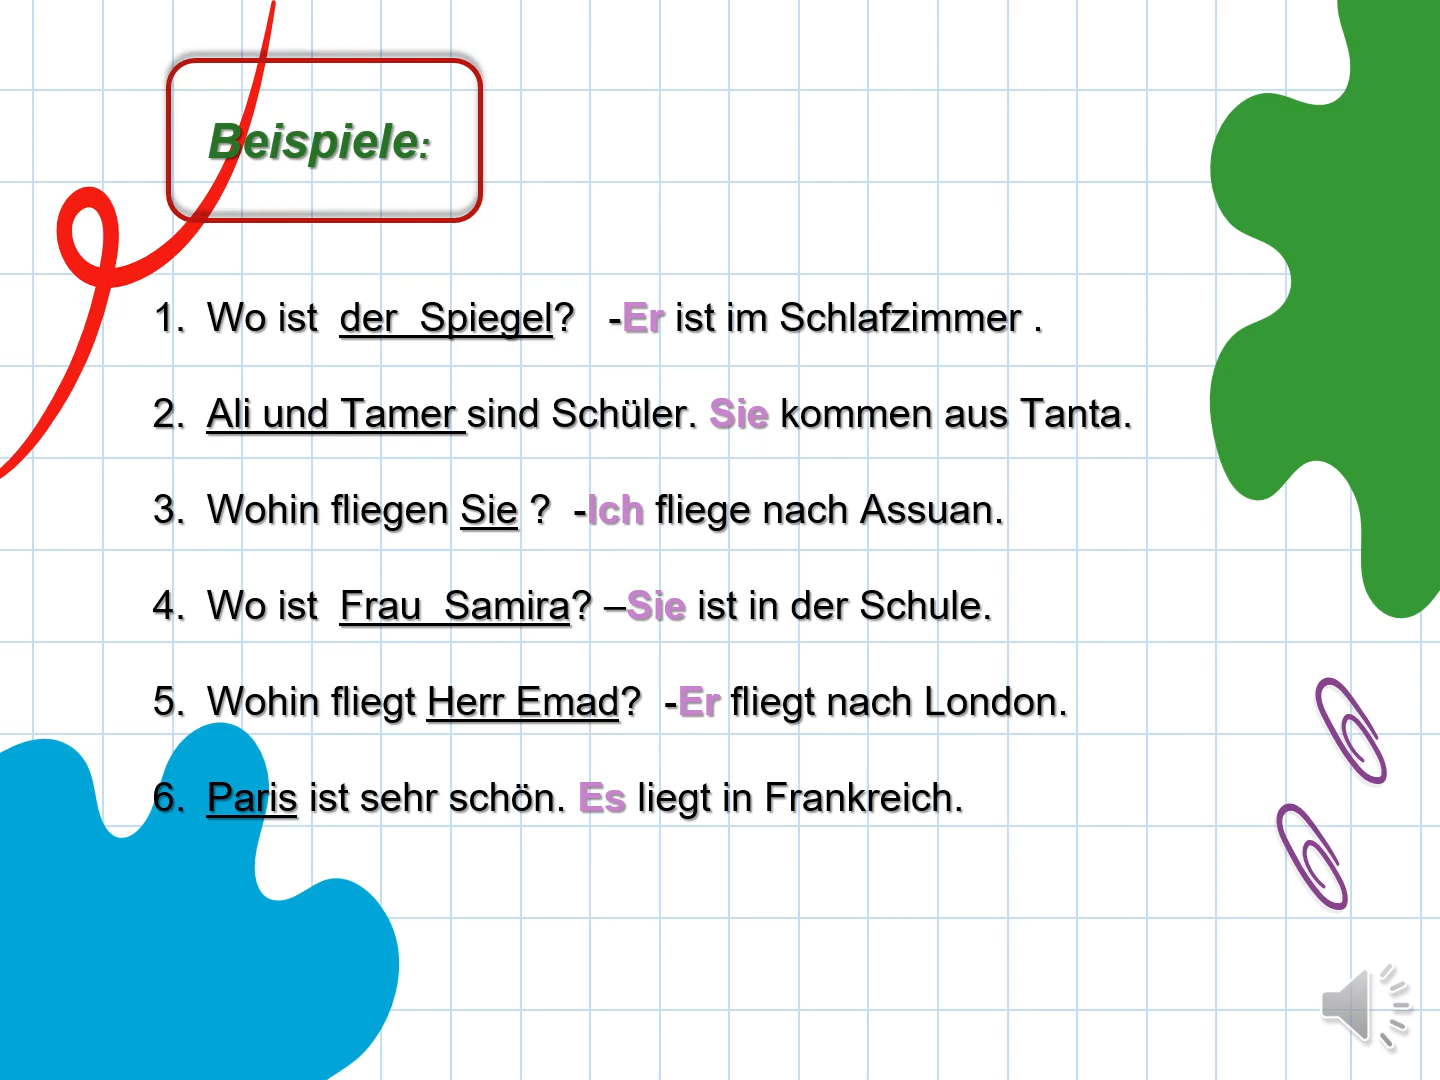 Beispiele:
1. Wo ist der Spiegel? -Er ist im Schlafzimmer .
2. Ali und Tamer sind Schüler. Sie kommen aus Tanta.
3. Wohin fliegen Sie ? -Ich fliege nach Assuan.
4. Wo ist Frau Samira? –Sie ist in der Schule.
5. Wohin fliegt Herr Emad? -Er fliegt nach London.
6. Paris ist sehr schön. Es liegt in Frankreich.